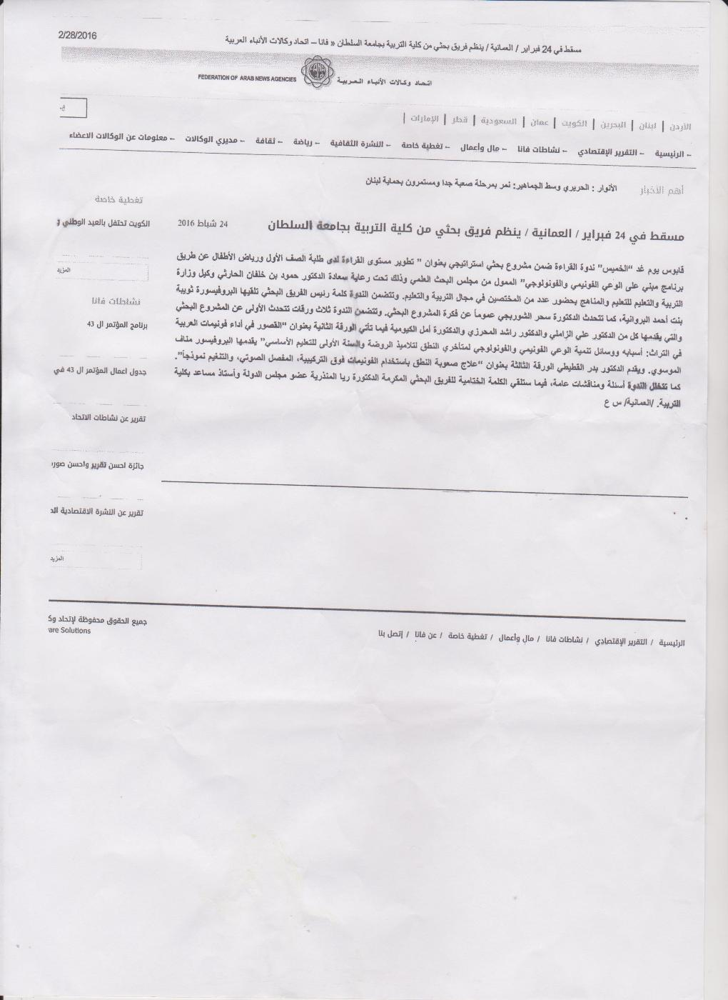 2/28/2016
مسقط في 24 فبراير / العمانية / ينظم فريق بحثي من كلية التربية بجامعة السلطان « فانا – اتحاد وكالات الأنباء العربية
FEDERATION OF ARAB NEWS AGENCIES
اتحاد وكالات الأنباء العربية
الأردن | لبنان | البحرين | الكويت | عمان | السعودية | قطر | الإمارات |
← الرئيسية ← التقرير الإقتصادي ← نشاطات فانا ← مال وأعمال ← تغطية خاصة ← النشرة الثقافية ← رياضة ← ثقافة ← مديري الوكالات ← معلومات عن الوكالات الاعضاء
أهم الأخبار
الأنوار : الحريري وسط الجماهير: نمر بمرحلة صعبة جدا ومستمرون بحماية لبنان
مسقط في 24 فبراير / العمانية / ينظم فريق بحثي من كلية التربية بجامعة السلطان
24 شباط 2016
قابوس يوم غد "الخميس" ندوة القراءة ضمن مشروع بحثي استراتيجي بعنوان " تطوير مستوى القراءة لدى طلبة الصف الأول ورياض الأطفال عن طريق
برنامج مبني على الوعي الفونيمي والفونولوجي" الممول من مجلس البحث العلمي وذلك تحت رعاية سعادة الدكتور حمود بن خلفان الحارثي وكيل وزارة
التربية والتعليم للتعليم والمناهج بحضور عدد من المختصين في مجال التربية والتعليم. وتتضمن الندوة كلمة رئيس الفريق البحثي تلقيها البروفيسورة ثويبة
بنت أحمد البروانية، كما تتحدث الدكتورة سحر الشوربجي عموماً عن فكرة المشروع البحثي. وتتضمن الندوة ثلاث ورقات تتحدث الأولى عن المشروع البحثي
والتي يقدمها كل من الدكتور علي الزاملي والدكتور راشد المحرزي والدكتورة أمل الكيومية فيما تأتي الورقة الثانية بعنوان "القصور في أداء فونيمات العربية
في التراث: أسبابه ووسائل تنمية الوعي الفونيمي والفونولوجي لمتأخري النطق لتلاميذ الروضة والسنة الأولى للتعليم الأساسي" يقدمها البروفيسور مناف
الموسوي. ويقدم الدكتور بدر القطيطي الورقة الثالثة بعنوان "علاج صعوبة النطق باستخدام الفونيمات فوق التركيبية، المفصل الصوتي، والتنغيم نموذجاً".
كما تتخلل الندوة أسئلة ومناقشات عامة، فيما ستلقي الكلمة الختامية للفريق البحثي المكرمة الدكتورة ريا المنذرية عضو مجلس الدولة وأستاذ مساعد بكلية
التربية. /العمانية/ س ع
تغطية خاصة
الكويت تحتفل بالعيد الوطني
المزيد
نشاطات فانا
برنامج المؤتمر ال 43
جدول اعمال المؤتمر ال 43 في
تقرير عن نشاطات الاتحاد
جائزة احسن تقرير واحسن صور
تقرير عن النشرة الاقتصادية
المزيد
جميع الحقوق محفوظة لإتحاد وك
are Solutions
الرئيسية / التقرير الإقتصادي / نشاطات فانا / مال وأعمال / تغطية خاصة / عن فانا / إتصل بنا